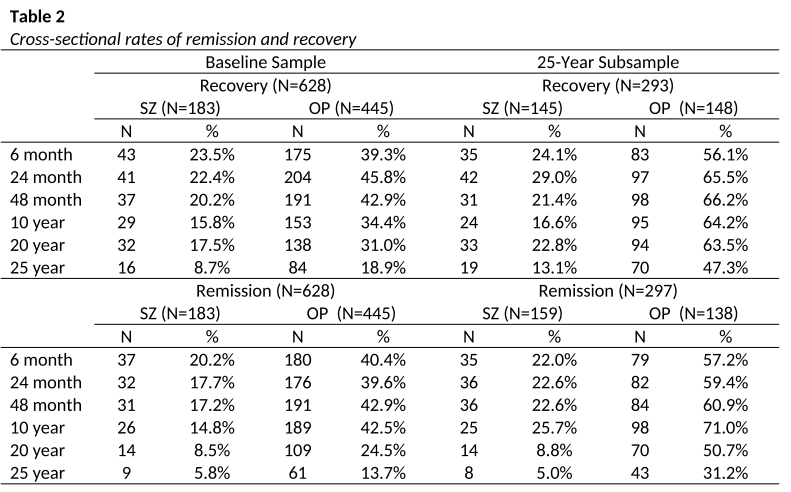 Table 2
Cross-sectional rates of remission and recovery
Baseline Sample 25-Year Subsample
Recovery (N=628) Recovery (N=293)
SZ (N=183) OP (N=445) SZ (N=145) OP (N=148)
N % N % N % N %
6 month 43 23.5% 175 39.3% 35 24.1% 83 56.1%
24 month 41 22.4% 204 45.8% 42 29.0% 97 65.5%
48 month 37 20.2% 191 42.9% 31 21.4% 98 66.2%
10 year 29 15.8% 153 34.4% 24 16.6% 95 64.2%
20 year 32 17.5% 138 31.0% 33 22.8% 94 63.5%
25 year 16 8.7% 84 18.9% 19 13.1% 70 47.3%
Remission (N=628) Remission (N=297)
SZ (N=183) OP (N=445) SZ (N=159) OP (N=138)
N % N % N % N %
6 month 37 20.2% 180 40.4% 35 22.0% 79 57.2%
24 month 32 17.7% 176 39.6% 36 22.6% 82 59.4%
48 month 31 17.2% 191 42.9% 36 22.6% 84 60.9%
10 year 26 14.8% 189 42.5% 25 25.7% 98 71.0%
20 year 14 8.5% 109 24.5% 14 8.8% 70 50.7%
25 year 9 5.8% 61 13.7% 8 5.0% 43 31.2%